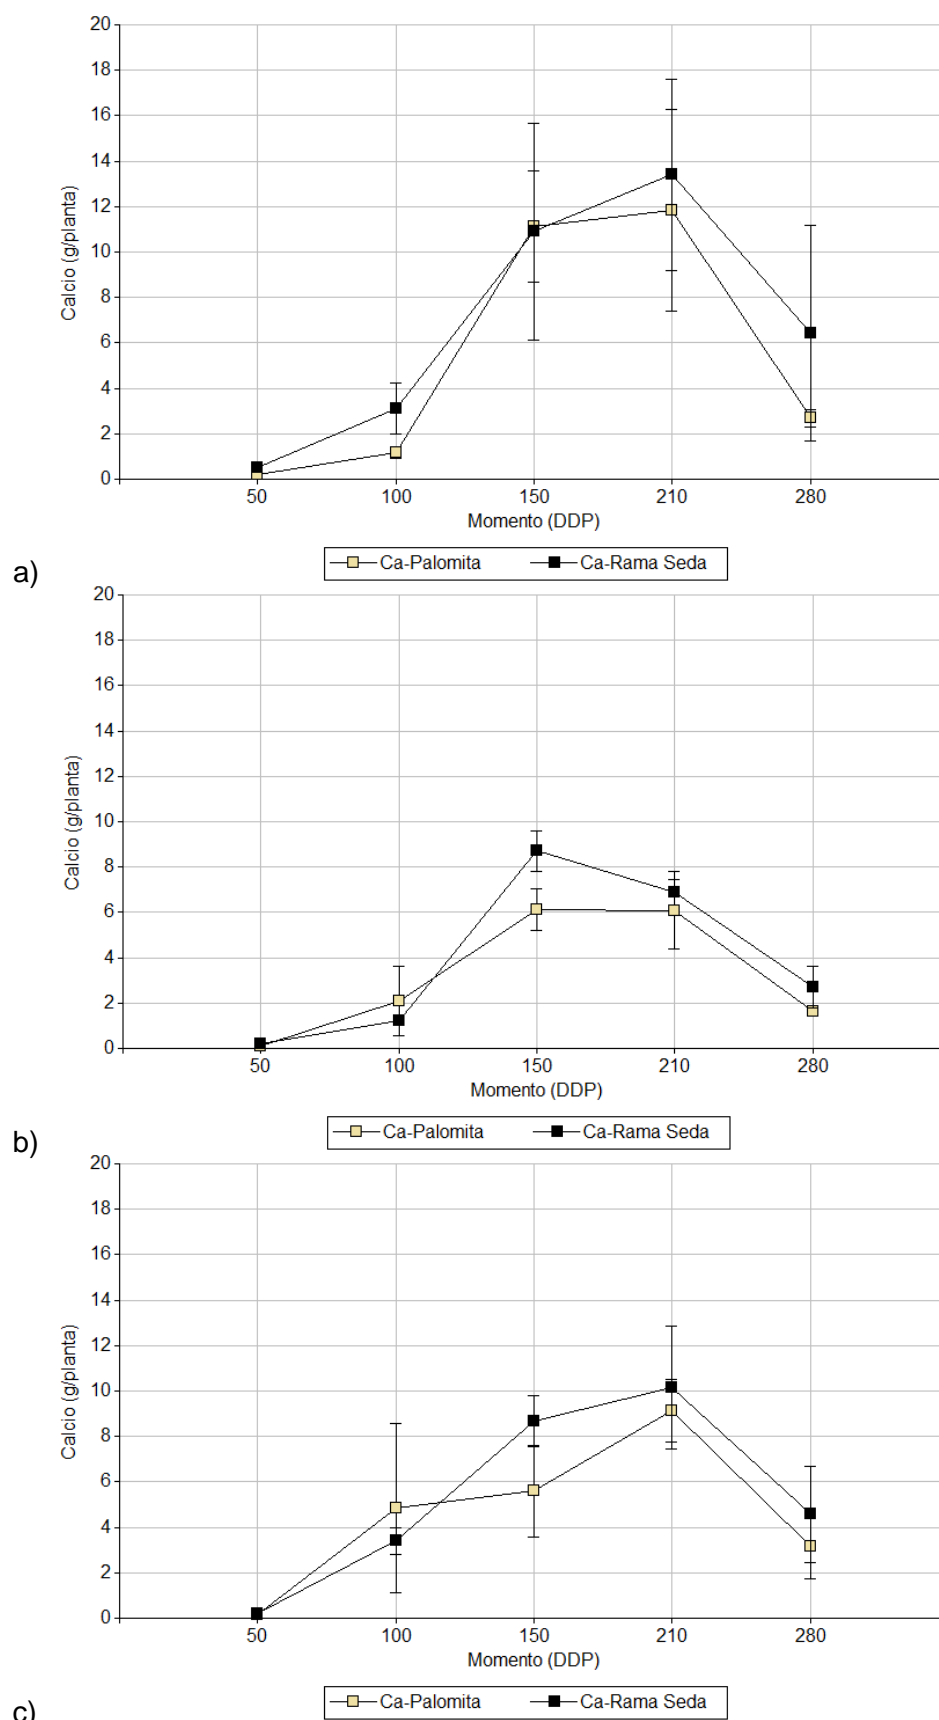 20
18
16
14
12
10
8
6
4
2
0
Calcio (g/planta)
50 100 150 210 280
Momento (DDP)
Ca-Palomita Ca-Rama Seda
a)
20
18
16
14
12
10
8
6
4
2
0
Calcio (g/planta)
50 100 150 210 280
Momento (DDP)
Ca-Palomita Ca-Rama Seda
b)
20
18
16
14
12
10
8
6
4
2
0
Calcio (g/planta)
50 100 150 210 280
Momento (DDP)
Ca-Palomita Ca-Rama Seda
c)